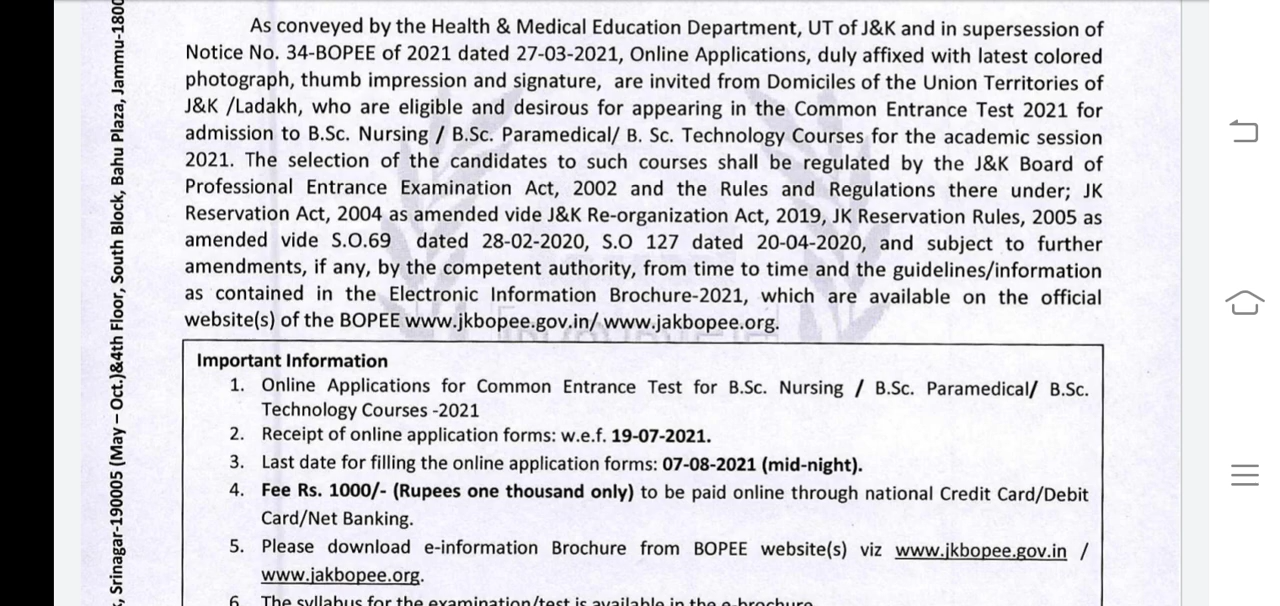 As conveyed by the Health & Medical Education Department, UT of J&K and in supersession of
Notice No. 34-BOPEE of 2021 dated 27-03-2021, Online Applications, duly affixed with latest colored
photograph, thumb impression and signature, are invited from Domiciles of the Union Territories of
J&K /Ladakh, who are eligible and desirous for appearing in the Common Entrance Test 2021 for
admission to B.Sc. Nursing / B.Sc. Paramedical/ B. Sc. Technology Courses for the academic session
2021. The selection of the candidates to such courses shall be regulated by the J&K Board of
Professional Entrance Examination Act, 2002 and the Rules and Regulations there under; JK
Reservation Act, 2004 as amended vide J&K Re-organization Act, 2019, JK Reservation Rules, 2005 as
amended vide S.O.69 dated 28-02-2020, S.O 127 dated 20-04-2020, and subject to further
amendments, if any, by the competent authority, from time to time and the guidelines/information
as contained in the Electronic Information Brochure-2021, which are available on the official
website(s) of the BOPEE www.jkbopee.gov.in/ www.jakbopee.org.
Important Information
1. Online Applications for Common Entrance Test for B.Sc. Nursing / B.Sc. Paramedical/ B.Sc.
Technology Courses -2021
2. Receipt of online application forms: w.e.f. 19-07-2021.
3. Last date for filling the online application forms: 07-08-2021 (mid-night).
4. Fee Rs. 1000/- (Rupees one thousand only) to be paid online through national Credit Card/Debit
Card/Net Banking.
5. Please download e-information Brochure from BOPEE website(s) viz www.jkbopee.gov.in /
www.jakbopee.org.
6. The syllabus for the examination/test is available in the e-brochure
Srinagar-190005 (May – Oct.)&4th Floor, South Block, Bahu Plaza, Jammu-1800